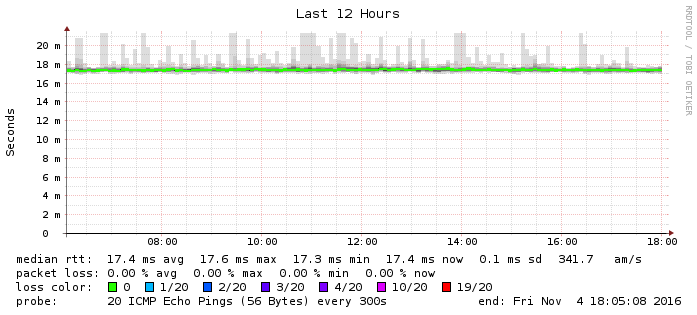 Last 12 Hours
RRDTOOL / TOBI OETIKER
Seconds
20 m
18 m
16 m
14 m
12 m
10 m
8 m
6 m
4 m
2 m
0
08:00 10:00 12:00 14:00 16:00 18:00
median rtt: 17.4 ms avg 17.6 ms max 17.3 ms min 17.4 ms now 0.1 ms sd 341.7 am/s
packet loss: 0.00 % avg 0.00 % max 0.00 % min 0.00 % now
loss color: 0 1/20 2/20 3/20 4/20 10/20 19/20
probe: 20 ICMP Echo Pings (56 Bytes) every 300s end: Fri Nov 4 18:05:08 2016